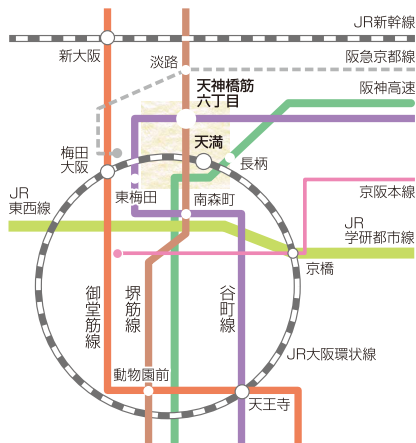 JR新幹線
新大阪
阪急京都線
淡路
阪神高速
天神橋筋
六丁目
天満
長柄
梅田
大阪
東梅田
南森町
京阪本線
JR
東西線
JR
学研都市線
京橋
御堂筋線
堺筋線
谷町線
JR大阪環状線
動物園前
天王寺